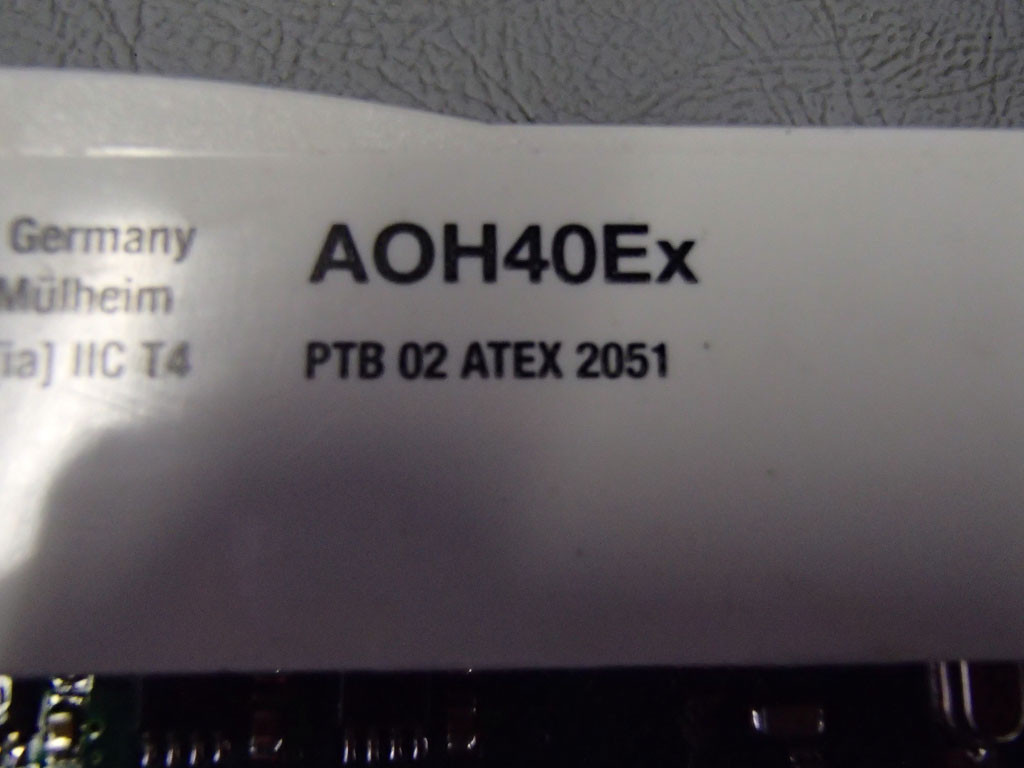 Germany
AOH40Ex
Mülheim
ia] IIC T4
PTB 02 ATEX 2051